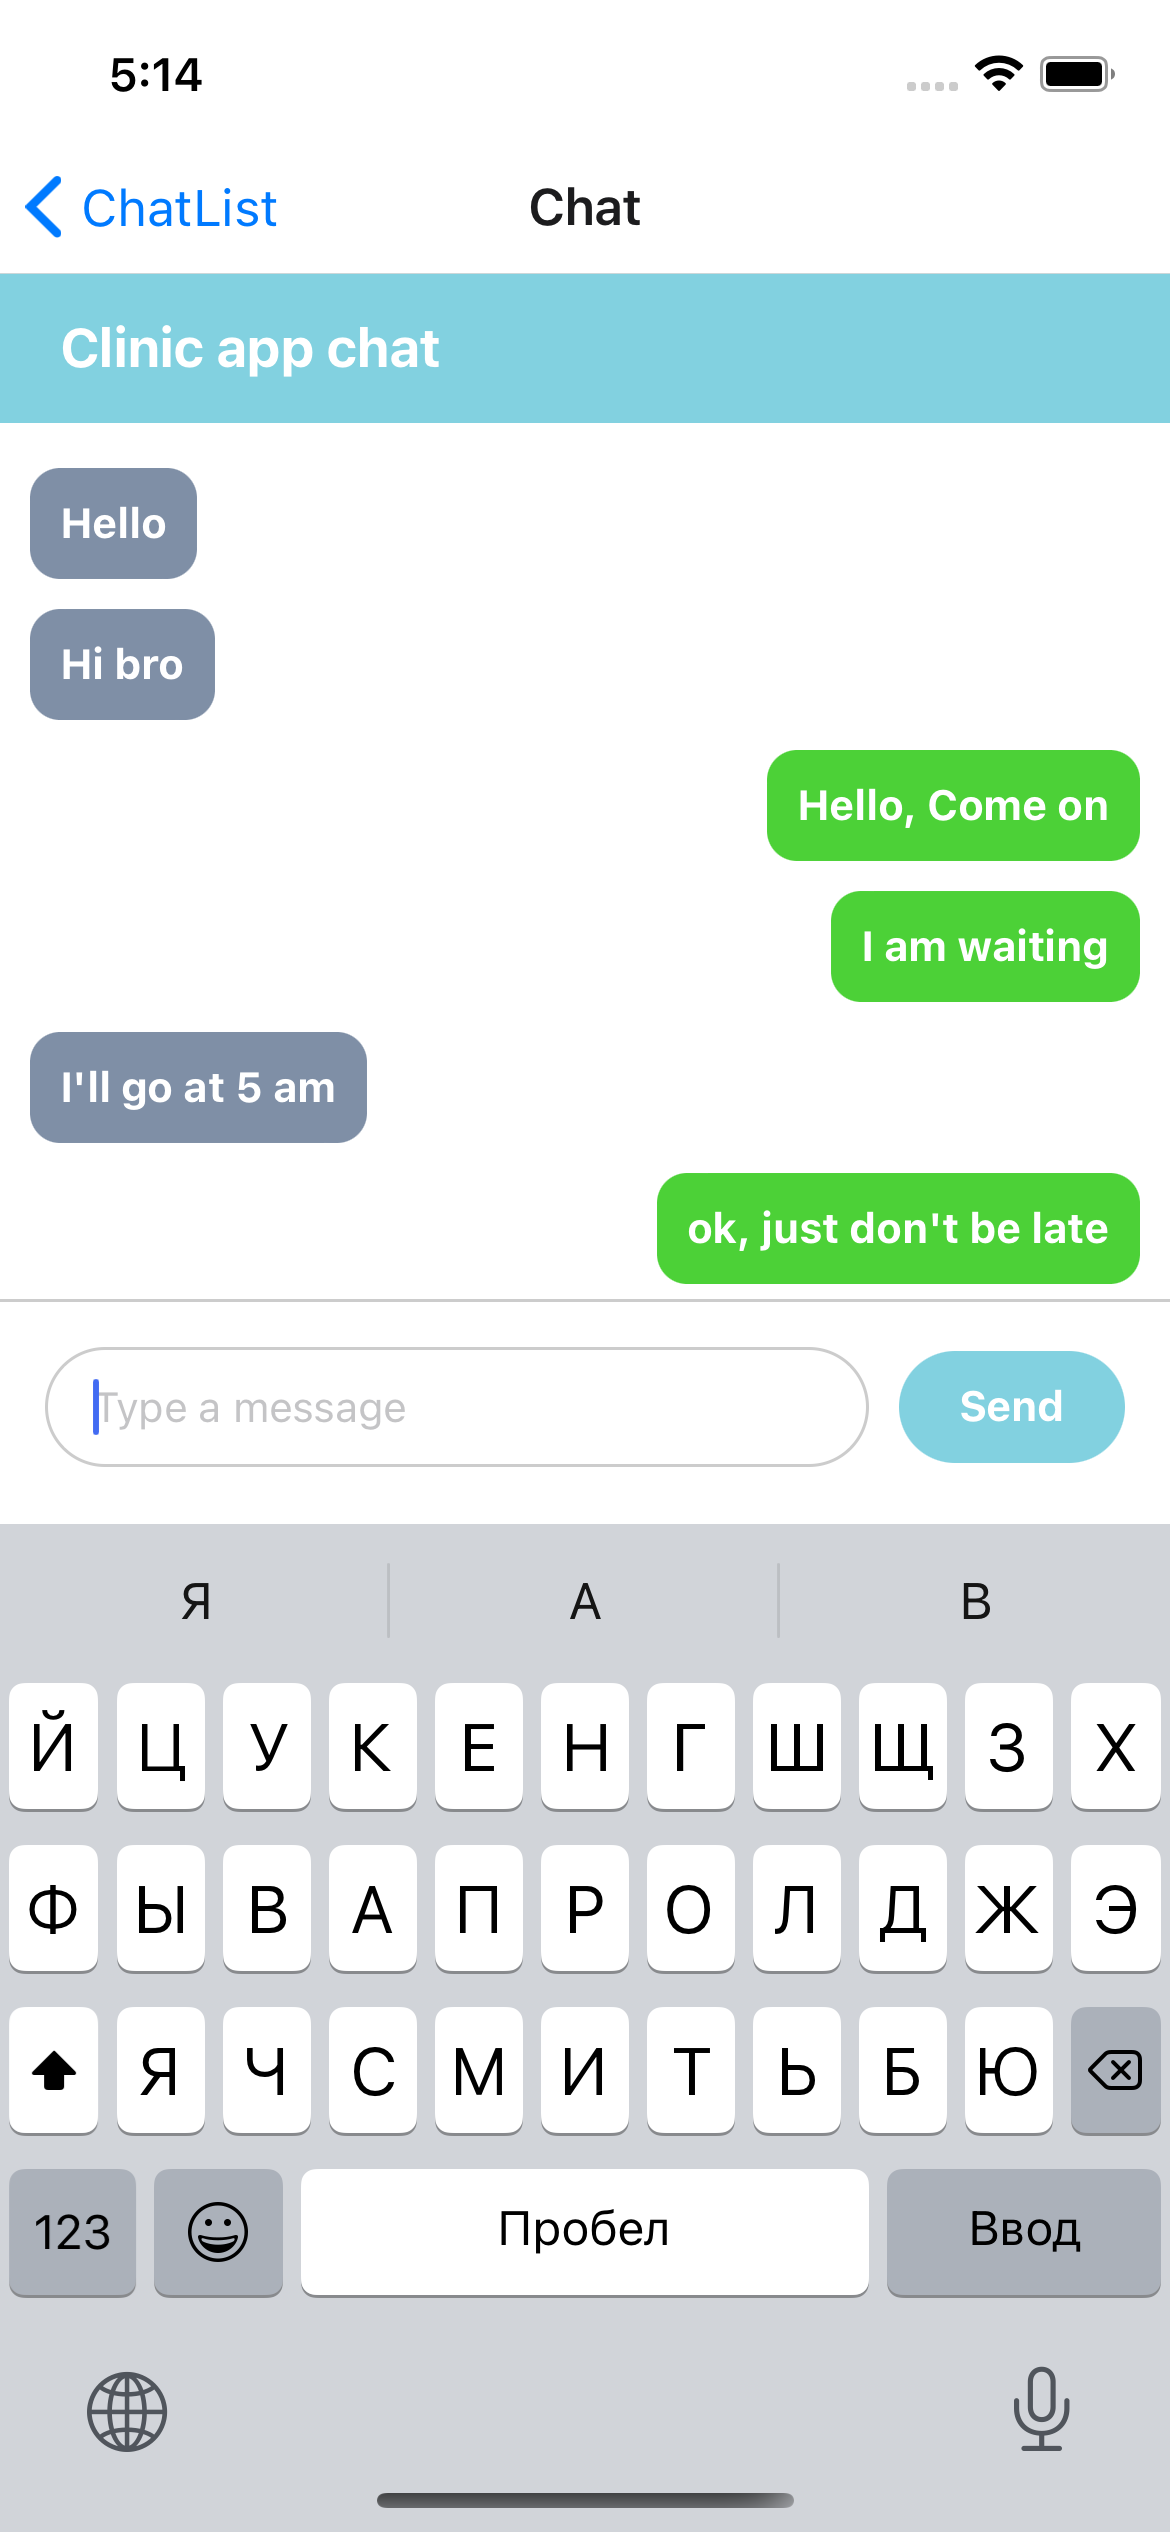 5:14
ChatList
Chat
Clinic app chat
Hello
Hi bro
Hello, Come on
I am waiting
I'll go at 5 am
ok, just don't be late
Type a message
Send
Я А В
Й Ц У К Е Н Г Ш Щ З Х
Ф Ы В А П Р О Л Д Ж Э
Я Ч С М И Т Ь Б Ю
123 Пробел Ввод